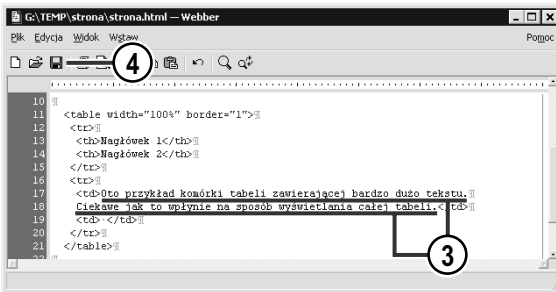 G:\TEMP\strona\strona.html — Webber
Plik Edycja Widok Wstaw Pomoc
4
10 ¶
11 <table width="100%" border="1">¶
12 <tr>¶
13 <th>Nagłówek 1</th>¶
14 <th>Nagłówek 2</th>¶
15 </tr>¶
16 <tr>¶
17 <td>Oto przykład komórki tabeli zawierającej bardzo dużo tekstu.¶
18 Ciekawe jak to wpłynie na sposób wyświetlania całej tabeli.</td>¶
19 <td>·</td>¶
20 </tr>¶
21 </table>¶
22 ¶
3